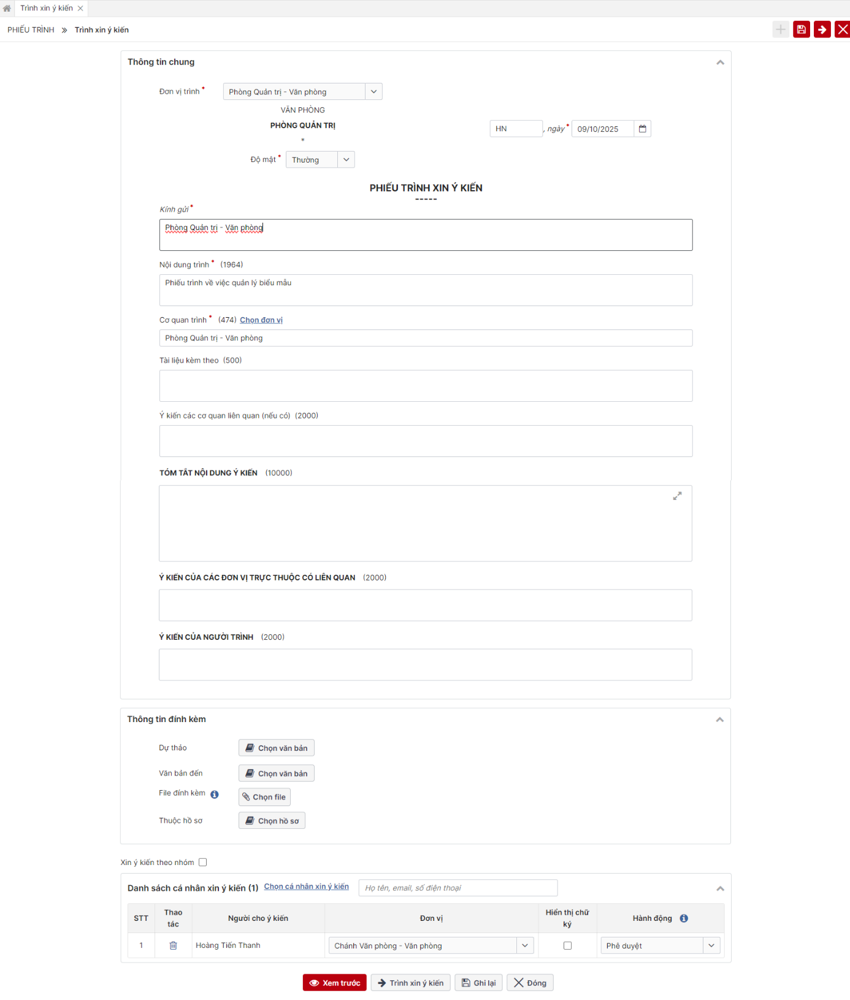 Trình xin ý kiến
PHIẾU TRÌNH » Trình xin ý kiến
Thông tin chung
Đơn vị trình * Phòng Quản trị - Văn phòng
VĂN PHÒNG
PHÒNG QUẢN TRỊ
*
HN , ngày * 09/10/2025
Độ mật * Thường
PHIẾU TRÌNH XIN Ý KIẾN
-----
Kính gửi *
Phòng Quản trị - Văn phòng
Nội dung trình * (1964)
Phiếu trình về việc quản lý biểu mẫu
Cơ quan trình * (474) Chọn đơn vị
Phòng Quản trị - Văn phòng
Tài liệu kèm theo (500)
Ý kiến các cơ quan liên quan (nếu có) (2000)
TÓM TẮT NỘI DUNG Ý KIẾN (10000)
Ý KIẾN CỦA CÁC ĐƠN VỊ TRỰC THUỘC CÓ LIÊN QUAN (2000)
Ý KIẾN CỦA NGƯỜI TRÌNH (2000)
Thông tin đính kèm
Dự thảo Chọn văn bản
Văn bản đến Chọn văn bản
File đính kèm Chọn file
Thuộc hồ sơ Chọn hồ sơ
Xin ý kiến theo nhóm
Danh sách cá nhân xin ý kiến (1) Chọn cá nhân xin ý kiến Họ tên, email, số điện thoại
STT Thao tác Người cho ý kiến Đơn vị Hiển thị chữ ký Hành động
1 Hoàng Tiến Thanh Chánh Văn phòng - Văn phòng Phê duyệt
Xem trước Trình xin ý kiến Ghi lại Đóng